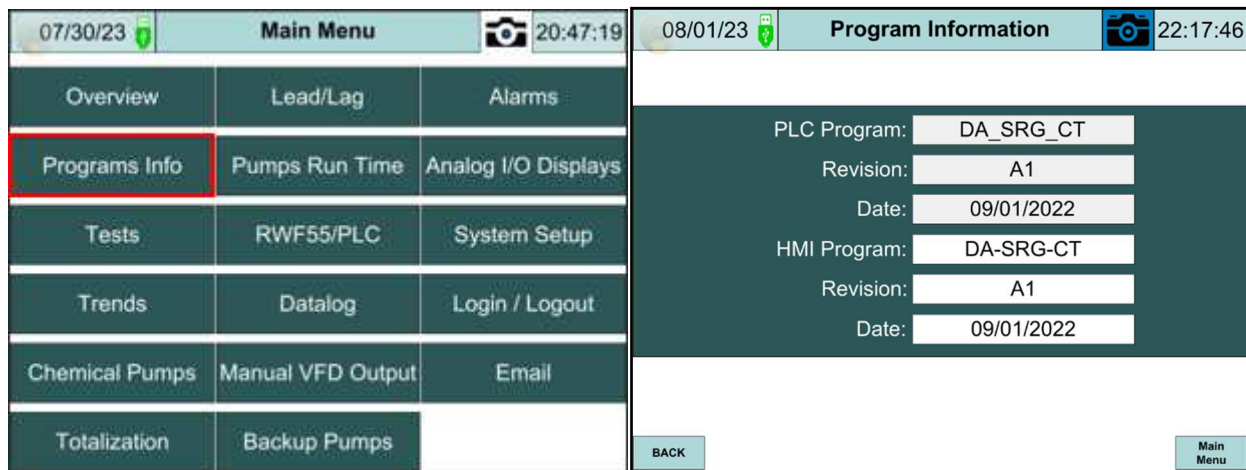 07/30/23 Main Menu 20:47:19
Overview Lead/Lag Alarms
Programs Info Pumps Run Time Analog I/O Displays
Tests RWF55/PLC System Setup
Trends Datalog Login / Logout
Chemical Pumps Manual VFD Output Email
Totalization Backup Pumps
08/01/23 Program Information 22:17:46
PLC Program: DA_SRG_CT
Revision: A1
Date: 09/01/2022
HMI Program: DA-SRG-CT
Revision: A1
Date: 09/01/2022
BACK
Main
Menu